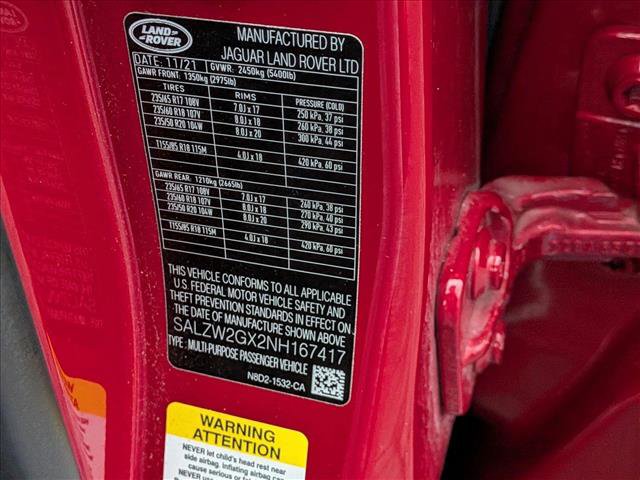 LAND
ROVER
MANUFACTURED BY
JAGUAR LAND ROVER LTD
DATE: 11/21 GVWR: 2450kg (5400lb)
GAWR FRONT: 1350kg (2975lb)
TIRES RIMS PRESSURE (COLD)
235/65 R17 108V 7.0J x 17 250 kPa, 37 psi
235/60 R18 107V 8.0J x 18 260 kPa, 38 psi
235/50 R20 104W 8.0J x 20 300 kPa, 44 psi
T155/85 R18 115M 4.0J x 18 420 kPa, 60 psi
GAWR REAR: 1210kg (2665lb)
235/65 R17 108V 7.0J x 17 260 kPa, 38 psi
235/60 R18 107V 8.0J x 18 270 kPa, 40 psi
235/50 R20 104W 8.0J x 20 290 kPa, 43 psi
T155/85 R18 115M 4.0J x 18 420 kPa, 60 psi
THIS VEHICLE CONFORMS TO ALL APPLICABLE
U.S. FEDERAL MOTOR VEHICLE SAFETY AND
THEFT PREVENTION STANDARDS IN EFFECT ON
THE DATE OF MANUFACTURE SHOWN ABOVE.
SALZW2GX2NH167417
TYPE: MULTI-PURPOSE PASSENGER VEHICLE
N8D2-1532-CA
WARNING
ATTENTION
NEVER let child's head rest near
side airbag. Inflating airbag can
cause serious or fatal